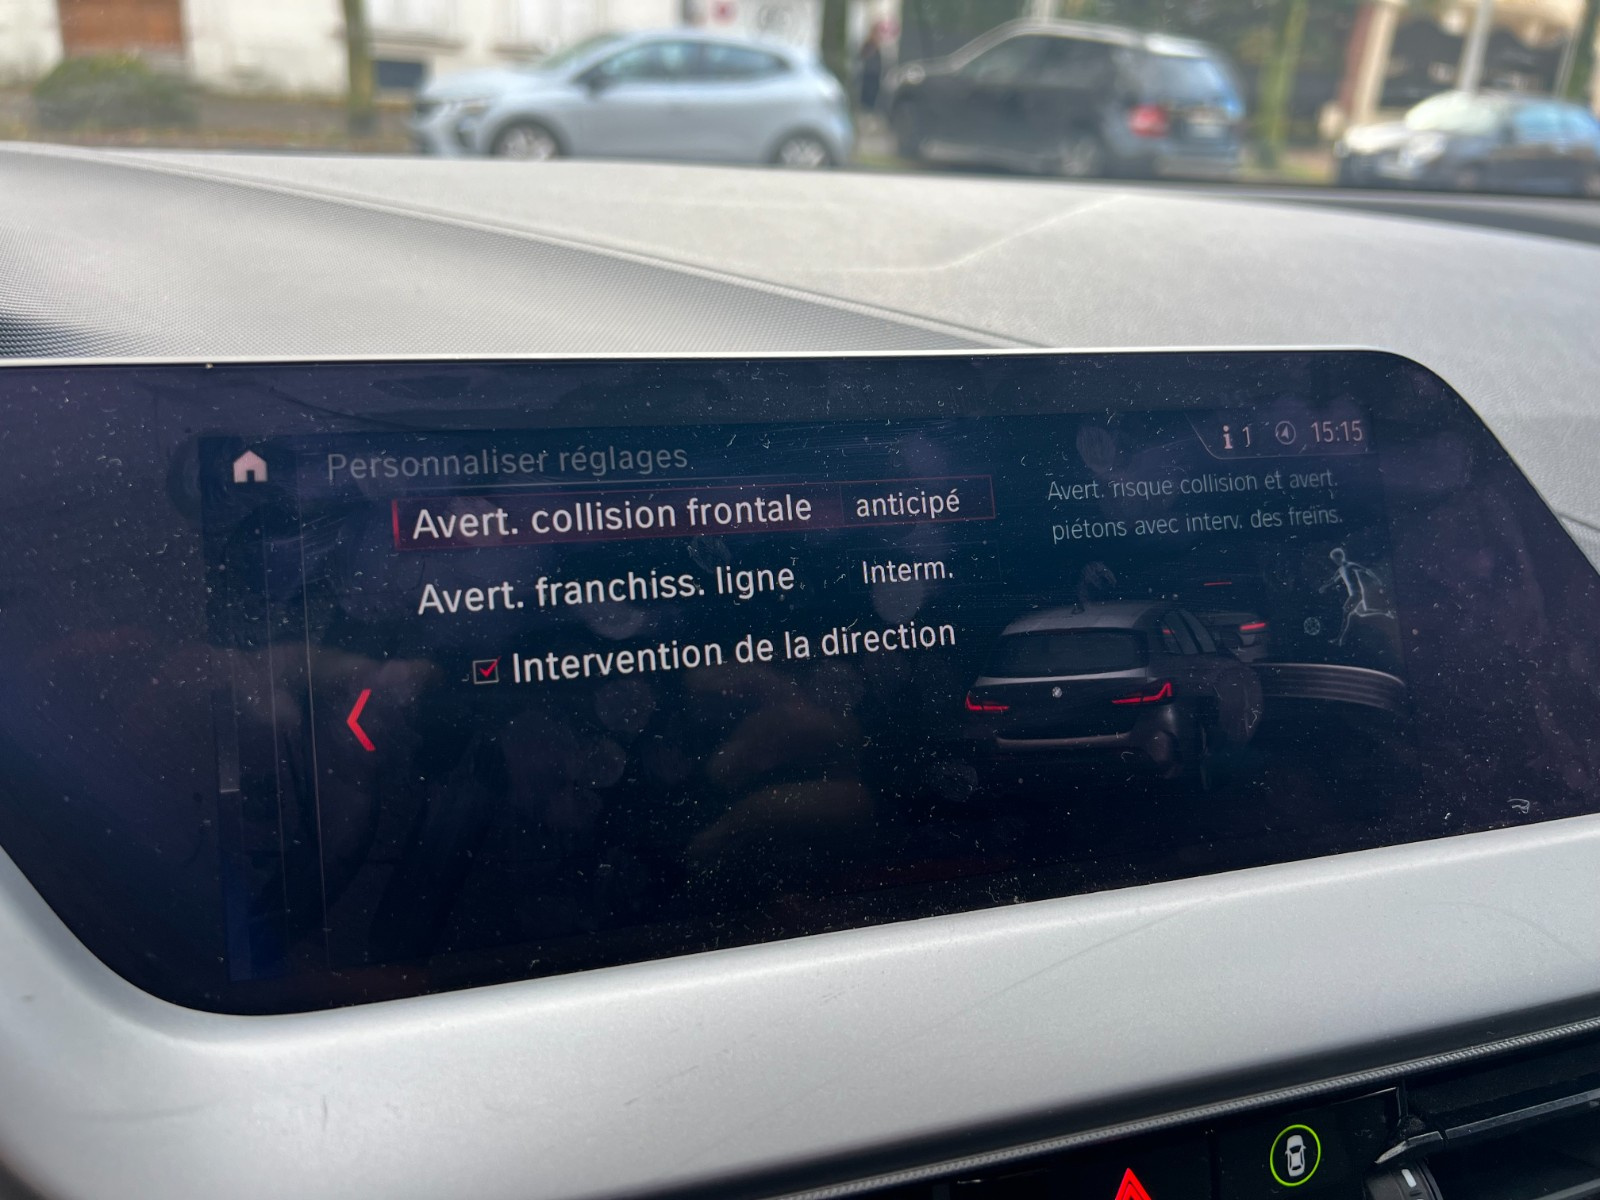 Personnaliser réglages
i 1 15:15
Avert. collision frontale anticipé
Avert. franchiss. ligne Interm.
Intervention de la direction
Avert. risque collision et avert.
piétons avec interv. des freins.